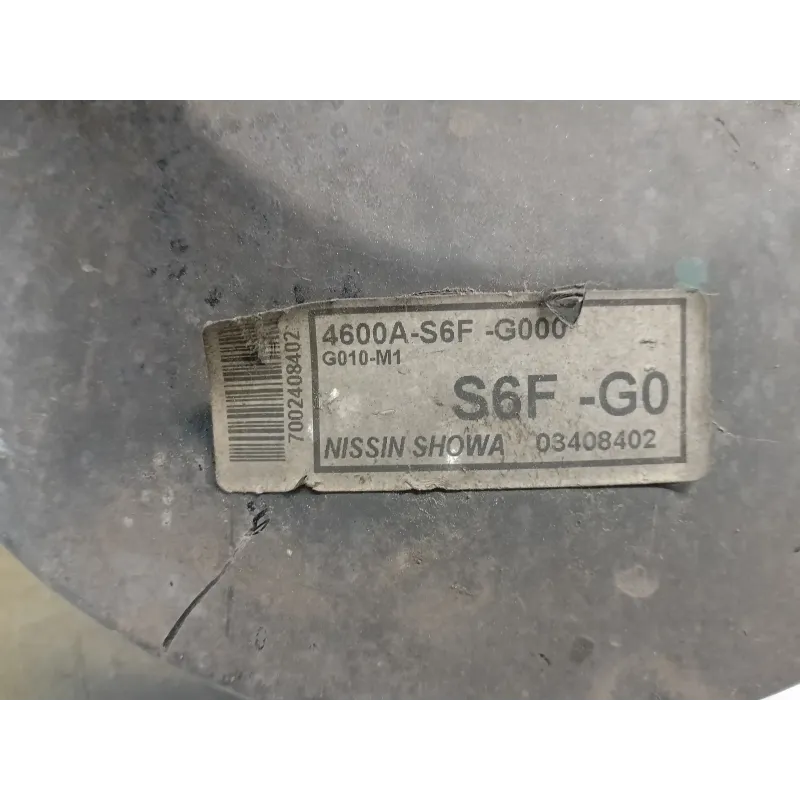 4600A-S6F -G000
G010-M1
S6F -G0
NISSIN SHOWA 03408402
7002408402